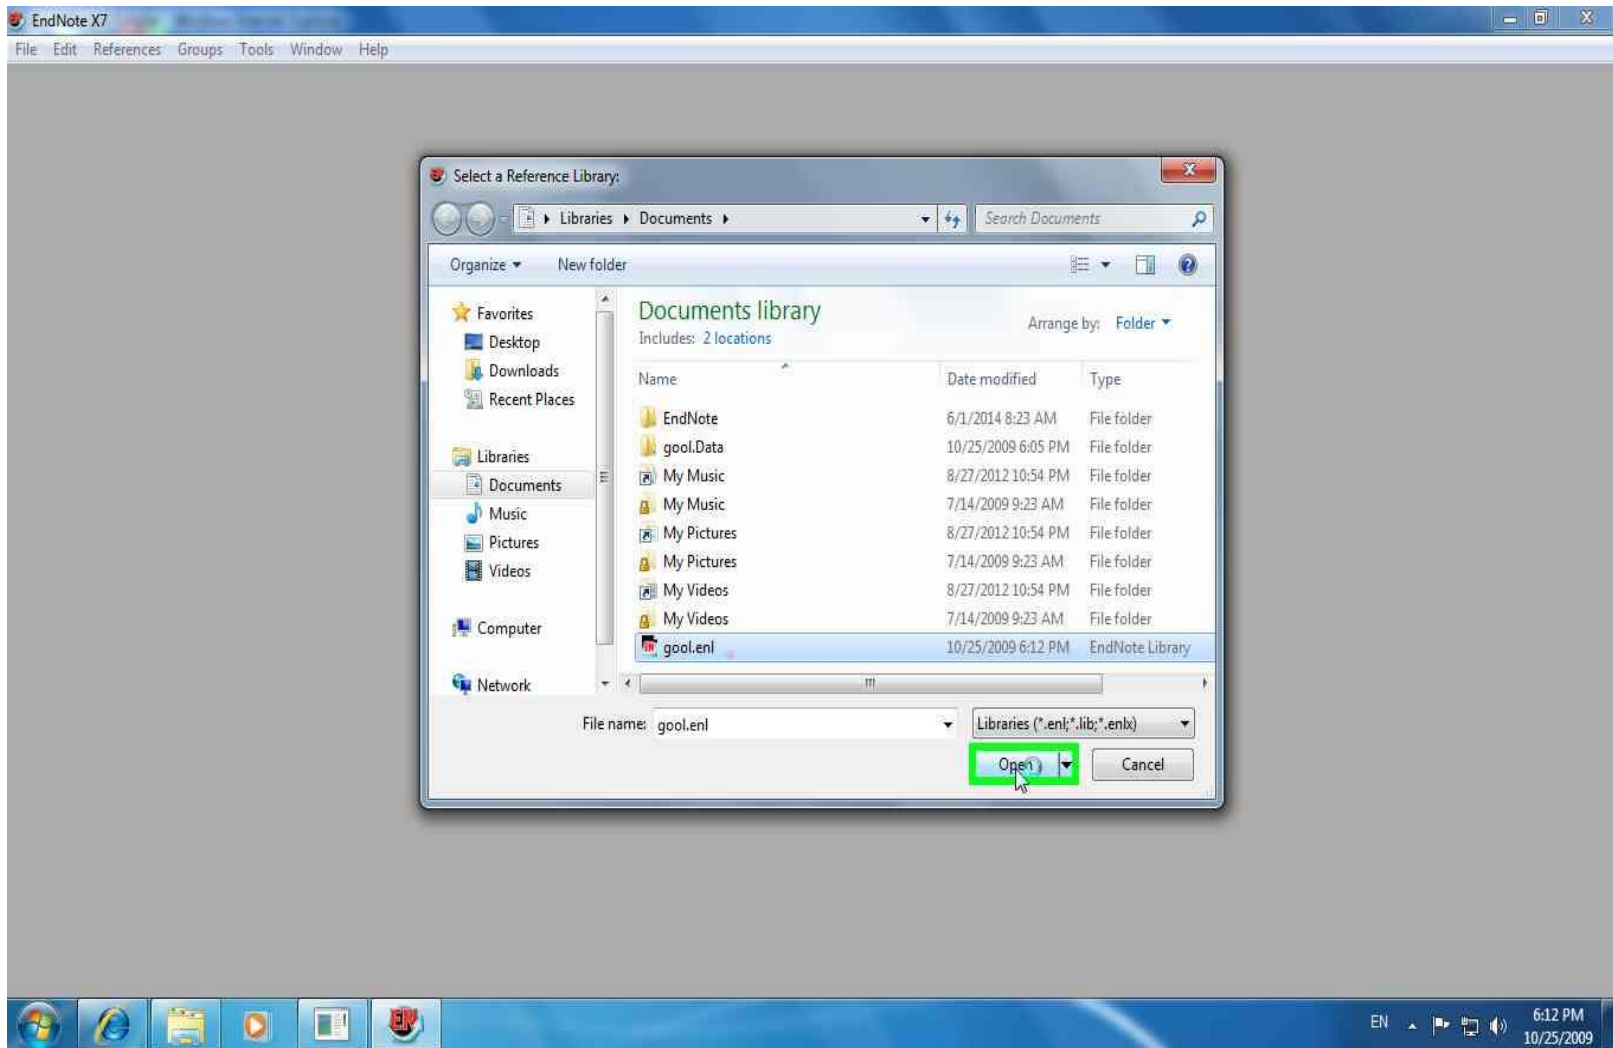 EndNote X7
File Edit References Groups Tools Window Help
Select a Reference Library:
Libraries Documents
Search Documents
Organize New folder
Favorites
Desktop
Downloads
Recent Places
Libraries
Documents
Music
Pictures
Videos
Computer
Network
Documents library
Includes: 2 locations
Arrange by: Folder
Name Date modified Type
EndNote 6/1/2014 8:23 AM File folder
gool.Data 10/25/2009 6:05 PM File folder
My Music 8/27/2012 10:54 PM File folder
My Music 7/14/2009 9:23 AM File folder
My Pictures 8/27/2012 10:54 PM File folder
My Pictures 7/14/2009 9:23 AM File folder
My Videos 8/27/2012 10:54 PM File folder
My Videos 7/14/2009 9:23 AM File folder
gool.enl 10/25/2009 6:12 PM EndNote Library
File name: gool.enl
Libraries (*.enl;*.lib;*.enlx)
Open Cancel
EN
6:12 PM
10/25/2009